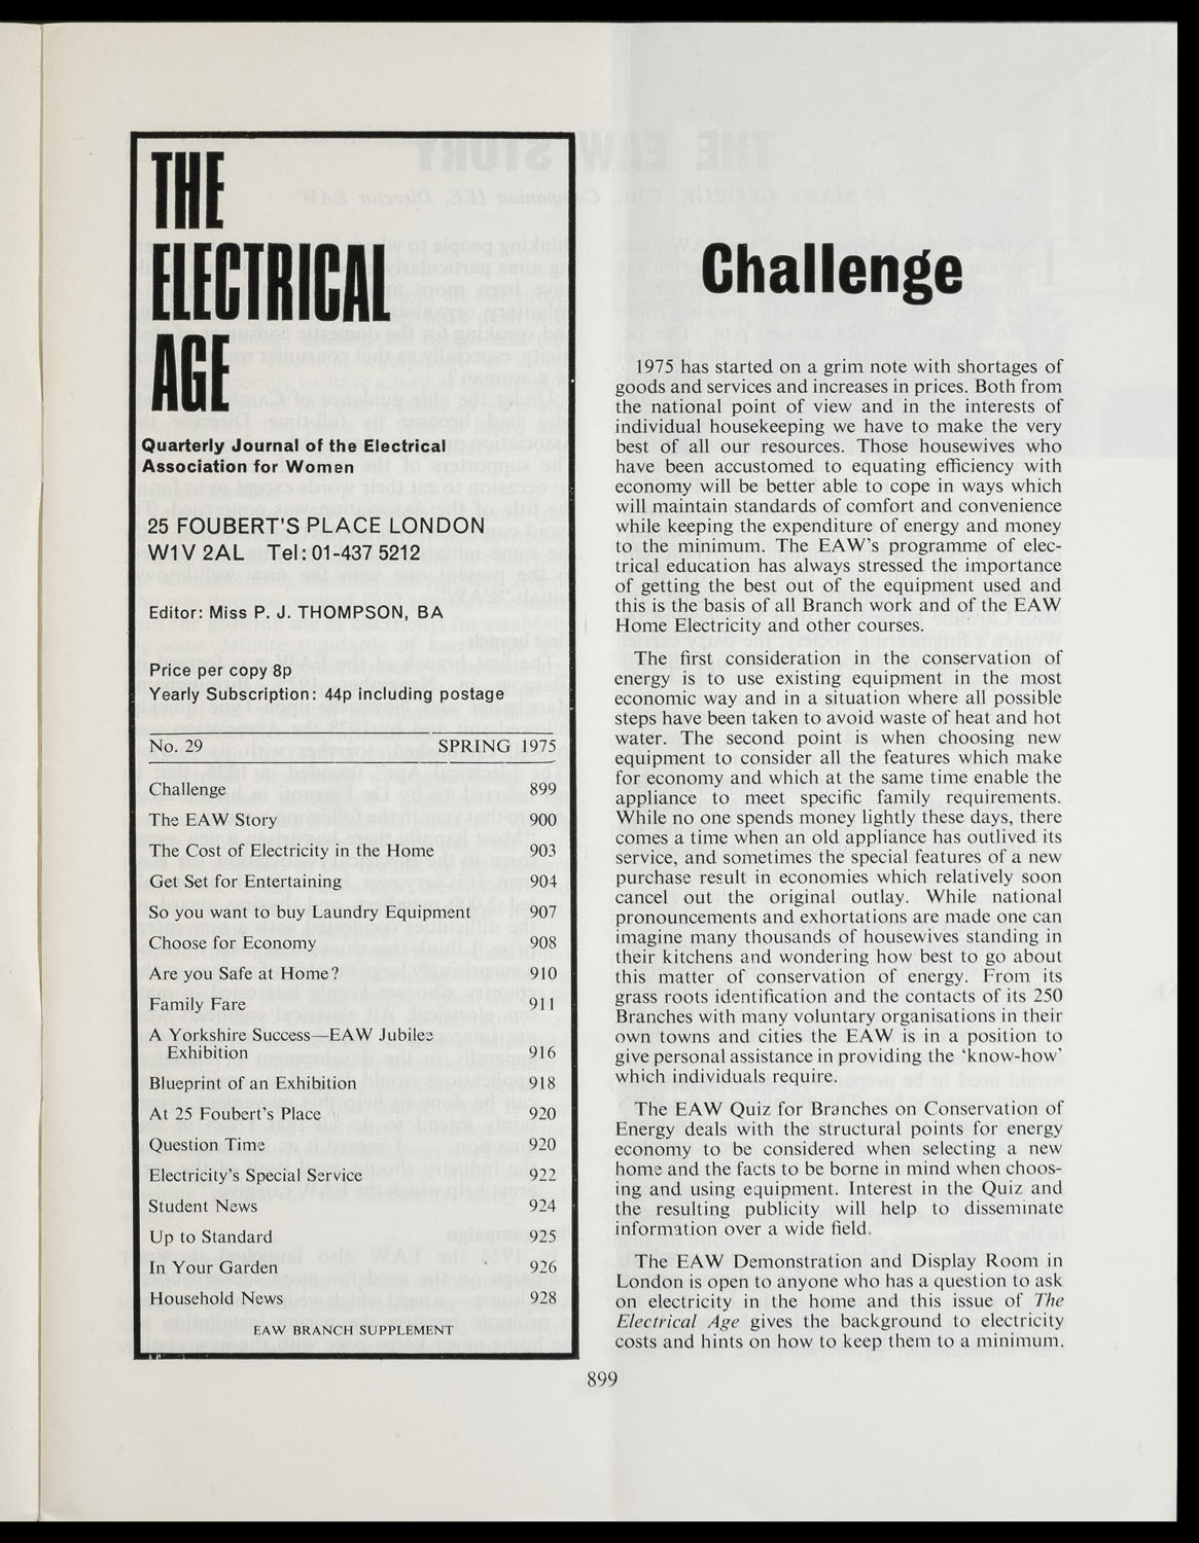 THE
ELECTRICAL
AGE
Quarterly Journal of the Electrical
Association for Women
25 FOUBERT'S PLACE LONDON
W1V 2AL Tel: 01-437 5212
Editor: Miss P. J. THOMPSON, BA
Price per copy 8p
Yearly Subscription: 44p including postage
No. 29 SPRING 1975
Challenge 899
The EAW Story 900
The Cost of Electricity in the Home 903
Get Set for Entertaining 904
So you want to buy Laundry Equipment 907
Choose for Economy 908
Are you Safe at Home? 910
Family Fare 911
A Yorkshire Success—EAW Jubilee
Exhibition 916
Blueprint of an Exhibition 918
At 25 Foubert's Place 920
Question Time 920
Electricity's Special Service 922
Student News 924
Up to Standard 925
In Your Garden 926
Household News 928
EAW BRANCH SUPPLEMENT
Challenge
1975 has started on a grim note with shortages of
goods and services and increases in prices. Both from
the national point of view and in the interests of
individual housekeeping we have to make the very
best of all our resources. Those housewives who
have been accustomed to equating efficiency with
economy will be better able to cope in ways which
will maintain standards of comfort and convenience
while keeping the expenditure of energy and money
to the minimum. The EAW's programme of elec-
trical education has always stressed the importance
of getting the best out of the equipment used and
this is the basis of all Branch work and of the EAW
Home Electricity and other courses.
The first consideration in the conservation of
energy is to use existing equipment in the most
economic way and in a situation where all possible
steps have been taken to avoid waste of heat and hot
water. The second point is when choosing new
equipment to consider all the features which make
for economy and which at the same time enable the
appliance to meet specific family requirements.
While no one spends money lightly these days, there
comes a time when an old appliance has outlived its
service, and sometimes the special features of a new
purchase result in economies which relatively soon
cancel out the original outlay. While national
pronouncements and exhortations are made one can
imagine many thousands of housewives standing in
their kitchens and wondering how best to go about
this matter of conservation of energy. From its
grass roots identification and the contacts of its 250
Branches with many voluntary organisations in their
own towns and cities the EAW is in a position to
give personal assistance in providing the 'know-how'
which individuals require.
The EAW Quiz for Branches on Conservation of
Energy deals with the structural points for energy
economy to be considered when selecting a new
home and the facts to be borne in mind when choos-
ing and using equipment. Interest in the Quiz and
the resulting publicity will help to disseminate
information over a wide field.
The EAW Demonstration and Display Room in
London is open to anyone who has a question to ask
on electricity in the home and this issue of The
Electrical Age gives the background to electricity
costs and hints on how to keep them to a minimum.
899